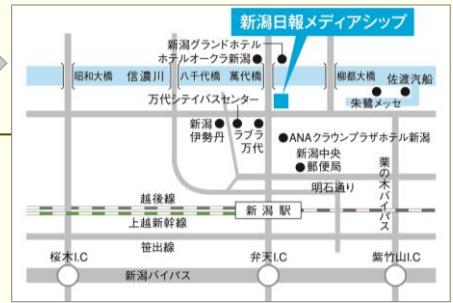 新潟日報メディアシップ
新潟グランドホテル
ホテルオークラ新潟
昭和大橋
信濃川
八千代橋
萬代橋
柳都大橋
佐渡汽船
朱鷺メッセ
万代シテイバスセンター
新潟
伊勢丹
ラブラ
万代
ANAクラウンプラザホテル新潟
新潟中央
郵便局
明石通り
栗の木バイパス
越後線
新潟駅
上越新幹線
笹出線
桜木I.C
弁天I.C
紫竹山I.C
新潟バイパス